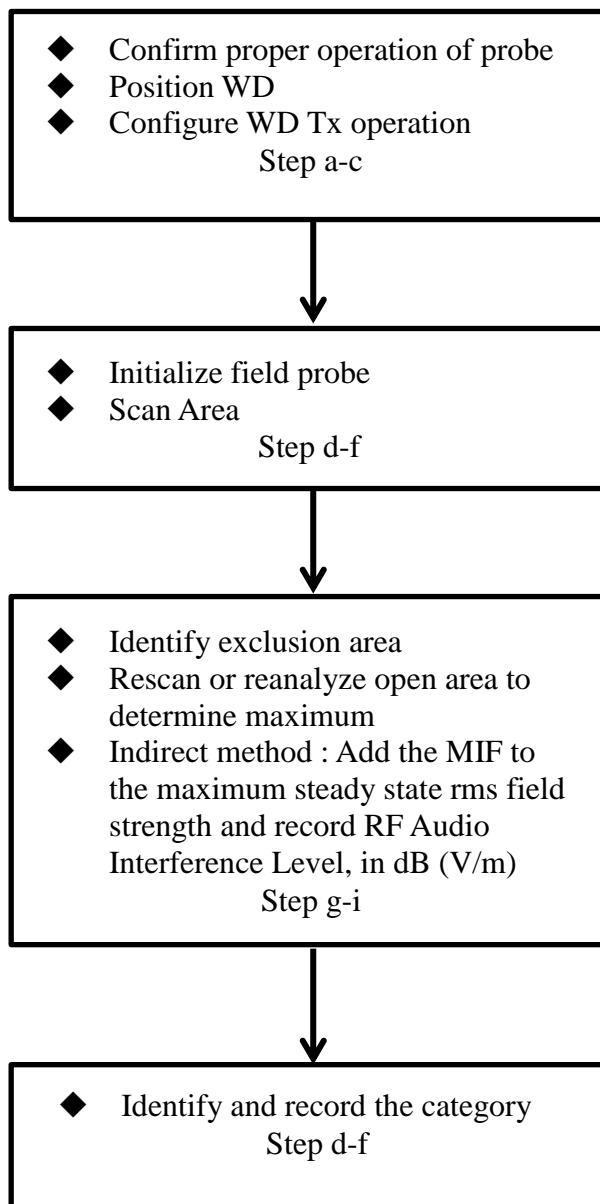 ◆ Confirm proper operation of probe
◆ Position WD
◆ Configure WD Tx operation
Step a-c
◆ Initialize field probe
◆ Scan Area
Step d-f
◆ Identify exclusion area
◆ Rescan or reanalyze open area to
determine maximum
◆ Indirect method : Add the MIF to
the maximum steady state rms field
strength and record RF Audio
Interference Level, in dB (V/m)
Step g-i
◆ Identify and record the category
Step d-f